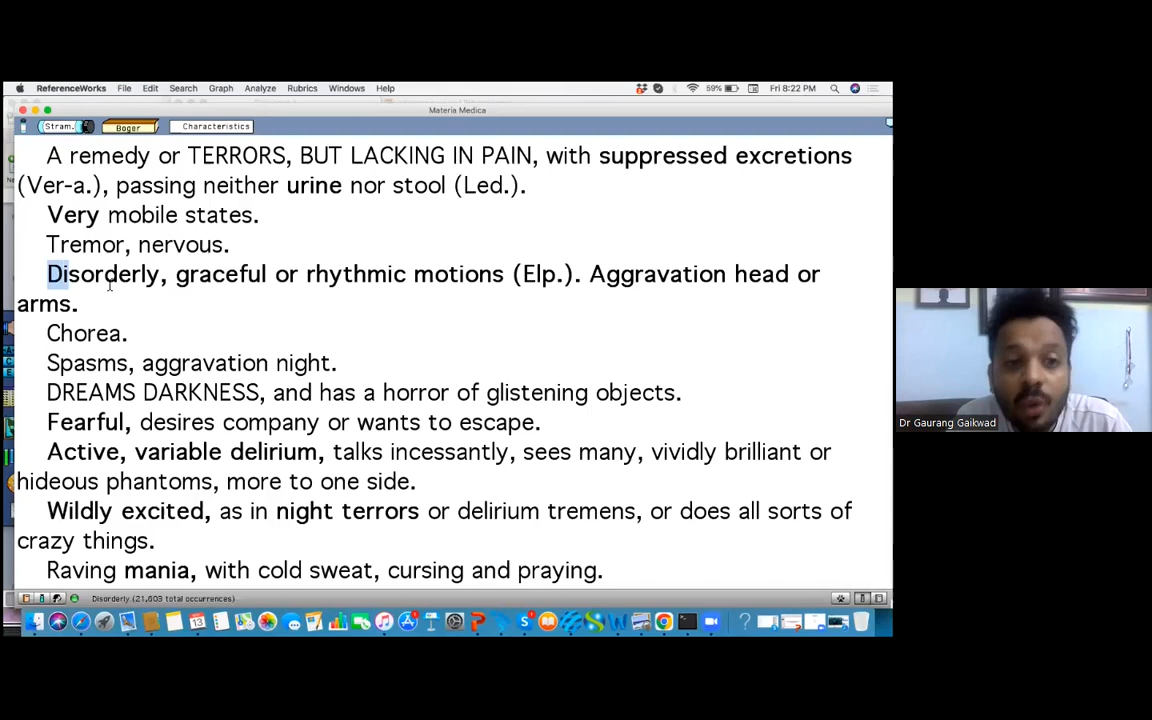 ReferenceWorks File Edit Search Graph Analyze Rubrics Windows Help 59% Fri 8:22 PM
Materia Medica
Stram. Boger Characteristics
A remedy or TERRORS, BUT LACKING IN PAIN, with suppressed excretions
(Ver-a.), passing neither urine nor stool (Led.).
Very mobile states.
Tremor, nervous.
Disorderly, graceful or rhythmic motions (Elp.). Aggravation head or
arms.
Chorea.
Spasms, aggravation night.
DREAMS DARKNESS, and has a horror of glistening objects.
Fearful, desires company or wants to escape.
Active, variable delirium, talks incessantly, sees many, vividly brilliant or
hideous phantoms, more to one side.
Wildly excited, as in night terrors or delirium tremens, or does all sorts of
crazy things.
Raving mania, with cold sweat, cursing and praying.
Disorderly (21,603 total occurrences)
Dr Gaurang Gaikwad